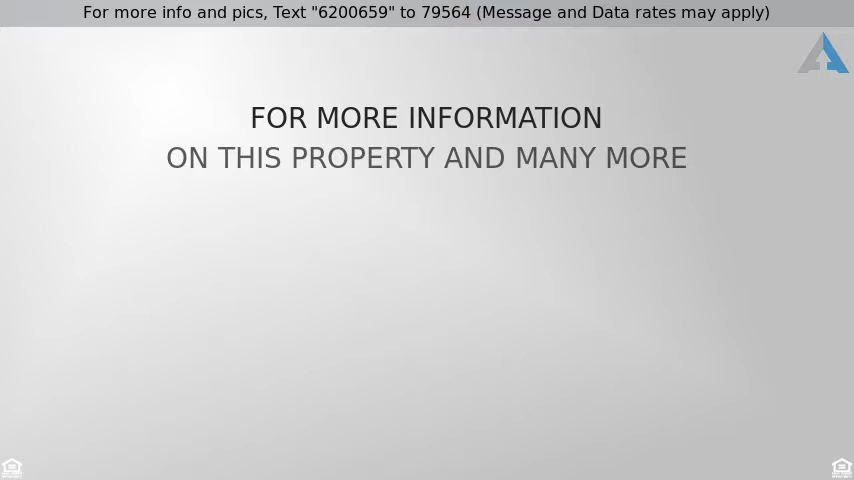 For more info and pics, Text "6200659" to 79564 (Message and Data rates may apply)
FOR MORE INFORMATION
ON THIS PROPERTY AND MANY MORE